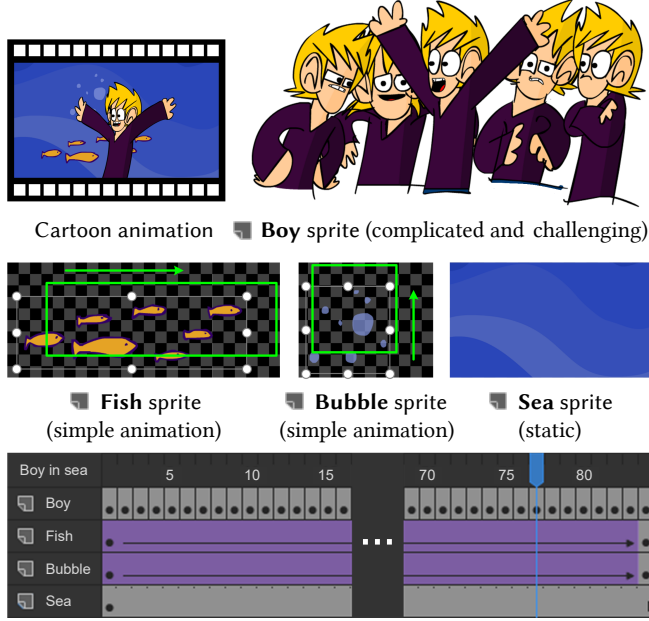 Cartoon animation Boy sprite (complicated and challenging)
Fish sprite Bubble sprite Sea sprite
(simple animation) (simple animation) (static)
Boy in sea 5 10 15 70 75 80
Boy
Fish
Bubble
Sea